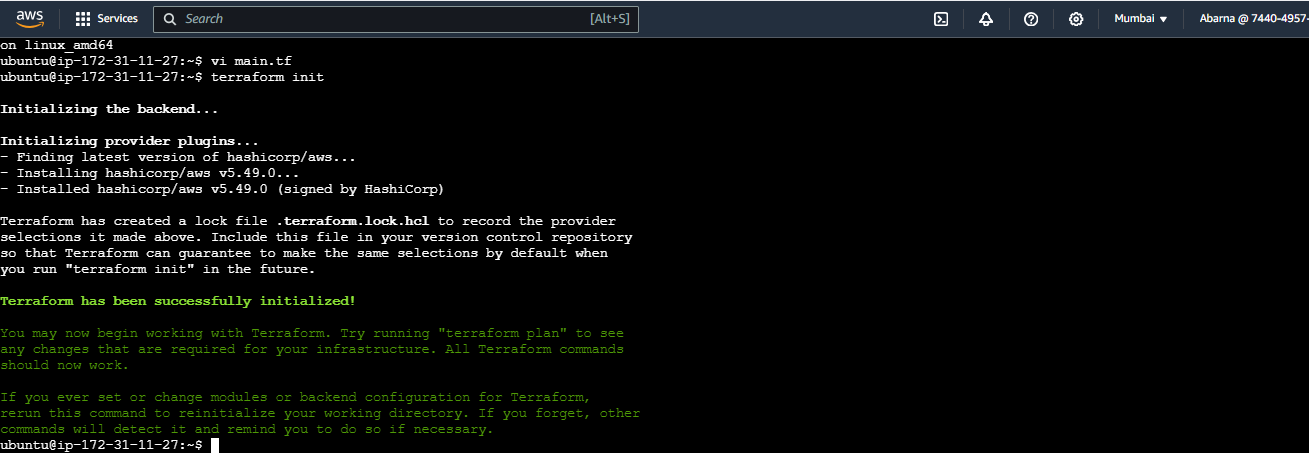 aws Services Search [Alt+S] Mumbai ▼ Abarna @ 7440-4957-
on linux_amd64
ubuntu@ip-172-31-11-27:~$ vi main.tf
ubuntu@ip-172-31-11-27:~$ terraform init
Initializing the backend...
Initializing provider plugins...
- Finding latest version of hashicorp/aws...
- Installing hashicorp/aws v5.49.0...
- Installed hashicorp/aws v5.49.0 (signed by HashiCorp)
Terraform has created a lock file .terraform.lock.hcl to record the provider
selections it made above. Include this file in your version control repository
so that Terraform can guarantee to make the same selections by default when
you run "terraform init" in the future.
Terraform has been successfully initialized!
You may now begin working with Terraform. Try running "terraform plan" to see
any changes that are required for your infrastructure. All Terraform commands
should now work.
If you ever set or change modules or backend configuration for Terraform,
rerun this command to reinitialize your working directory. If you forget, other
commands will detect it and remind you to do so if necessary.
ubuntu@ip-172-31-11-27:~$